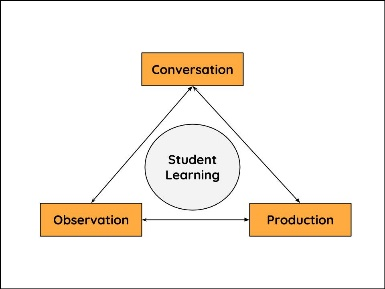 Conversation
Student
Learning
Observation
Production